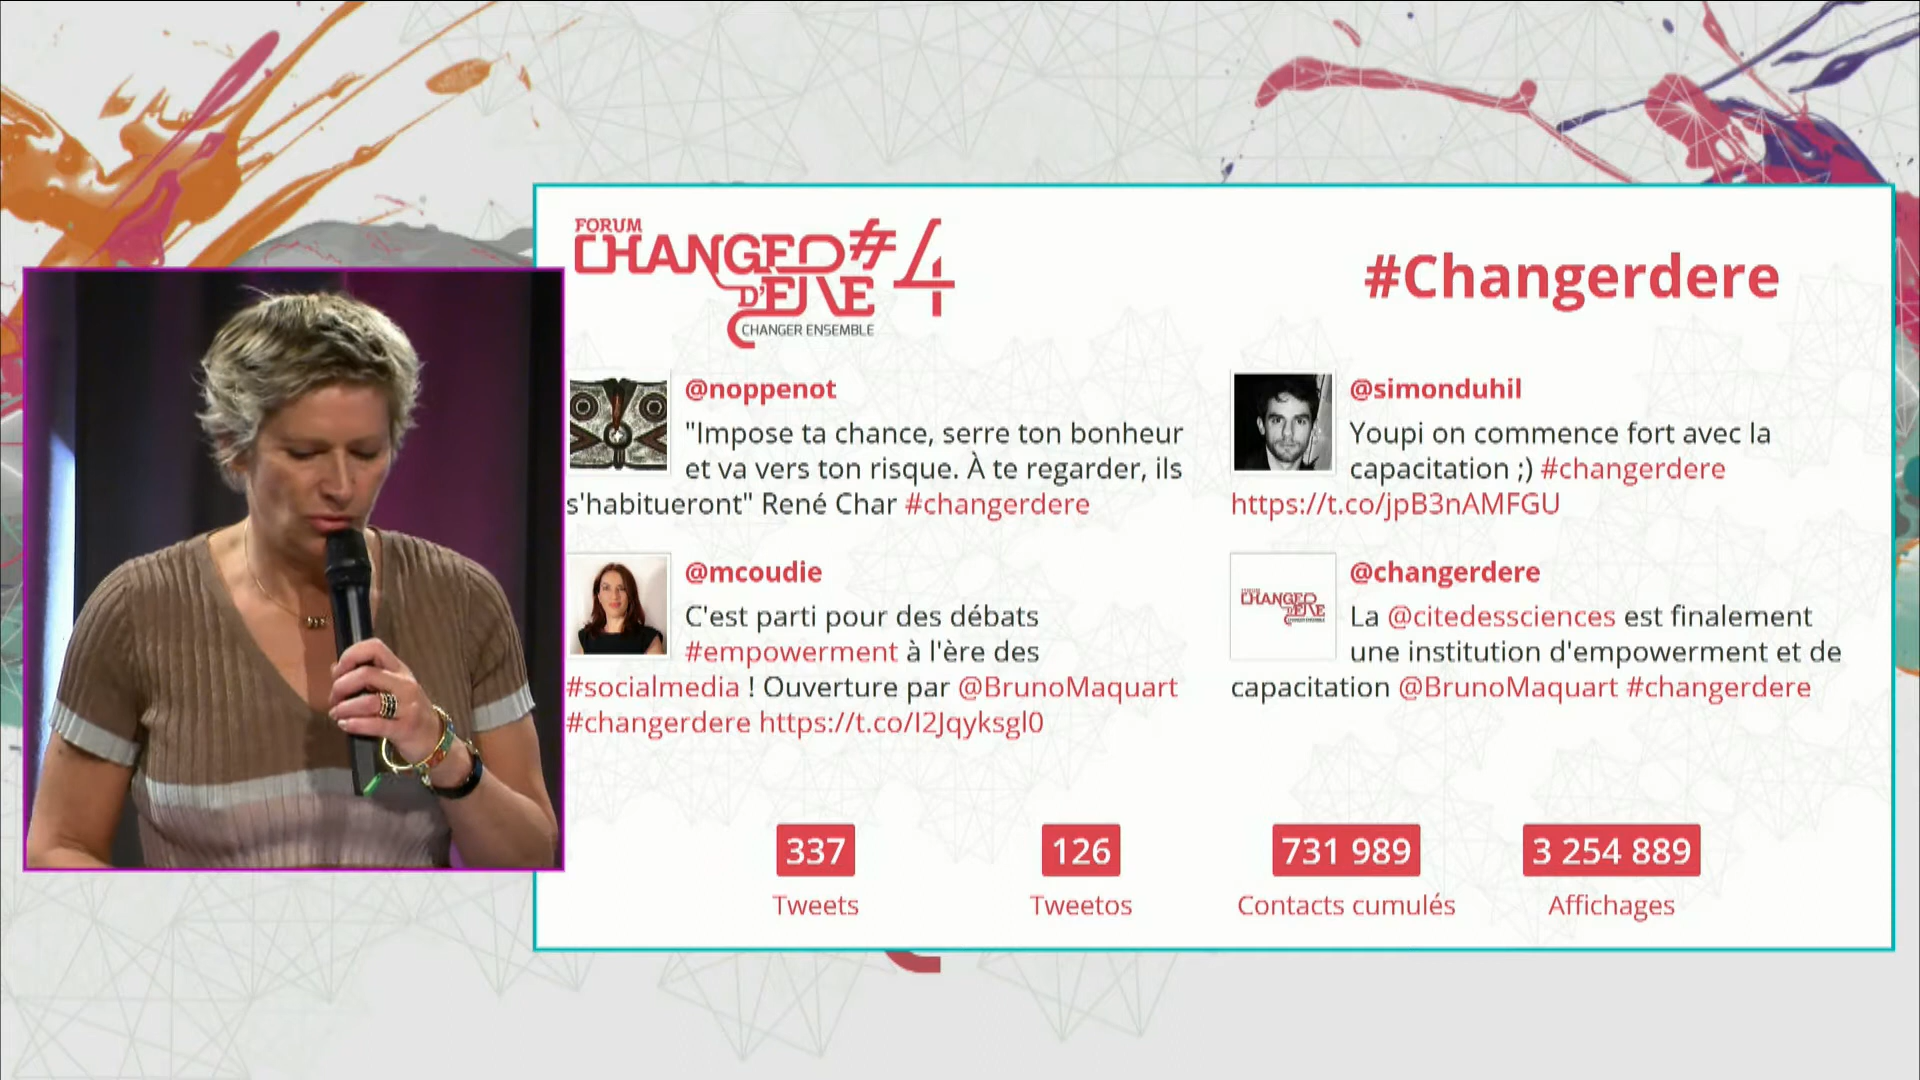 FORUM
CHANGER #4
D'ERE
CHANGER ENSEMBLE
#Changerdere
@noppenot
"Impose ta chance, serre ton bonheur
et va vers ton risque. À te regarder, ils
s'habitueront" René Char #changerdere
@simonduhil
Youpi on commence fort avec la
capacitation ;) #changerdere
https://t.co/jpB3nAMFGU
@mcoudie
C'est parti pour des débats
#empowerment à l'ère des
#socialmedia ! Ouverture par @BrunoMaquart
#changerdere https://t.co/I2Jqyksgl0
CHANGER
D'ERE
@changerdere
La @citedessciences est finalement
une institution d'empowerment et de
capacitation @BrunoMaquart #changerdere
337
Tweets
126
Tweetos
731 989
Contacts cumulés
3 254 889
Affichages